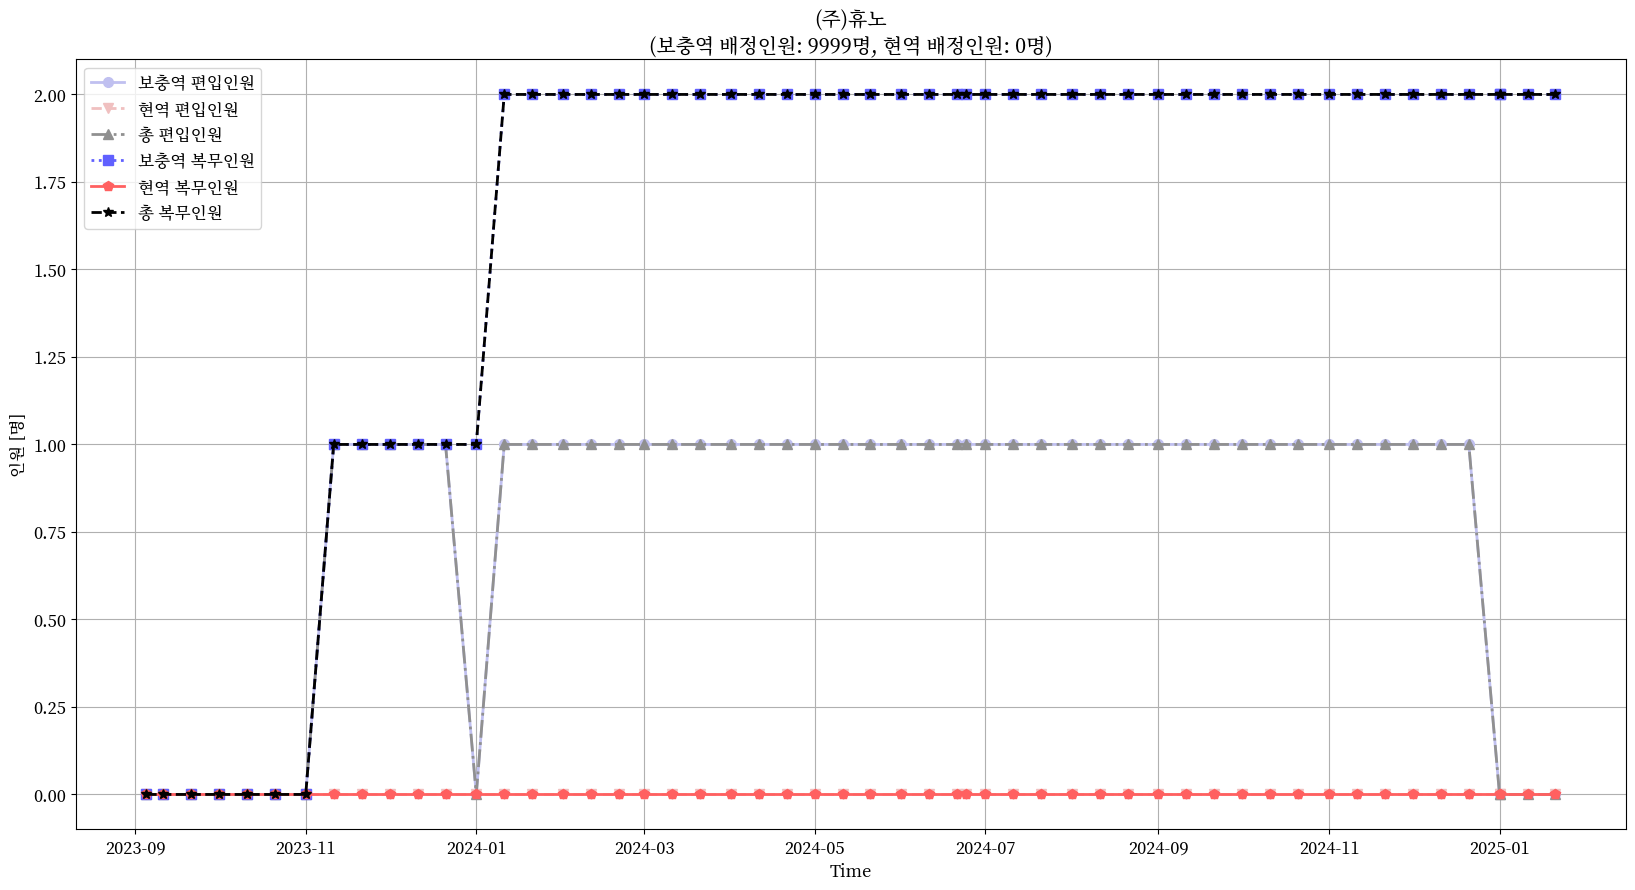 (주)휴노
(보충역 배정인원: 9999명, 현역 배정인원: 0명)
보충역 편입인원
현역 편입인원
총 편입인원
보충역 복무인원
현역 복무인원
총 복무인원
2.00
1.75
1.50
1.25
1.00
0.75
0.50
0.25
0.00
인원 [명]
2023-09
2023-11
2024-01
2024-03
2024-05
2024-07
2024-09
2024-11
2025-01
Time